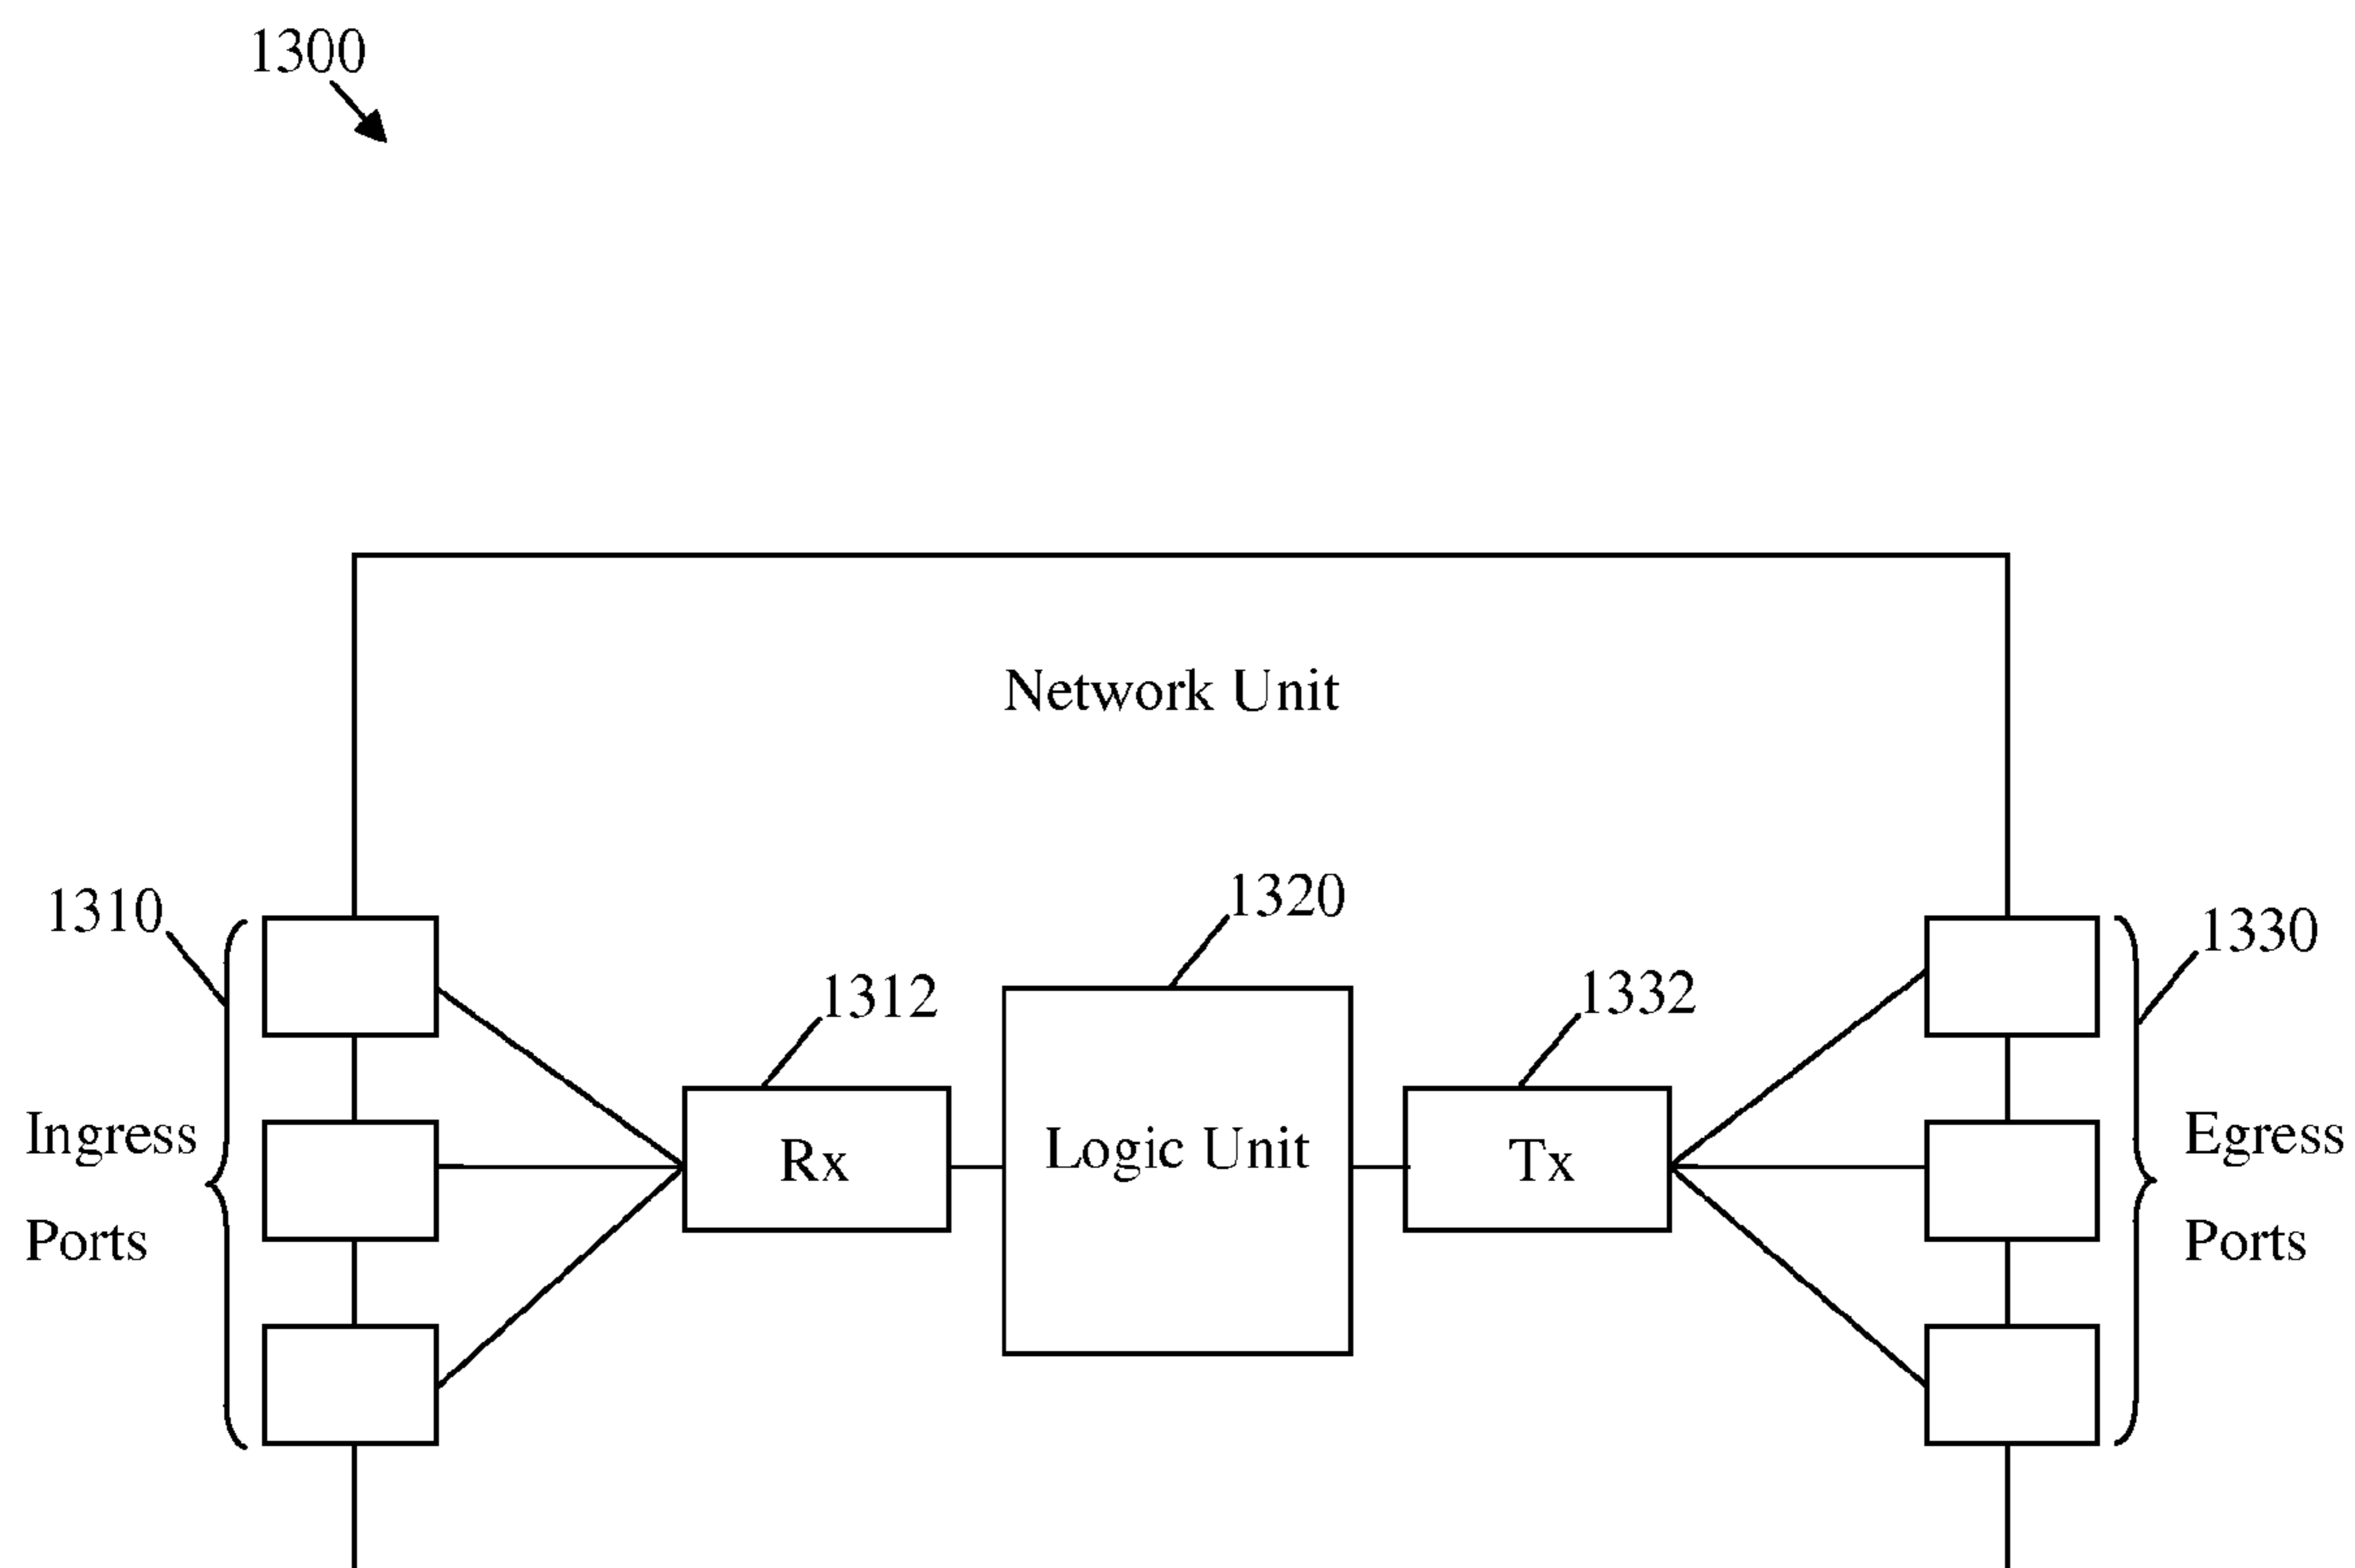 1300
Network Unit
1310
1320
1330
1312
1332
Ingress
Ports
Rx
Logic Unit
Tx
Egress
Ports